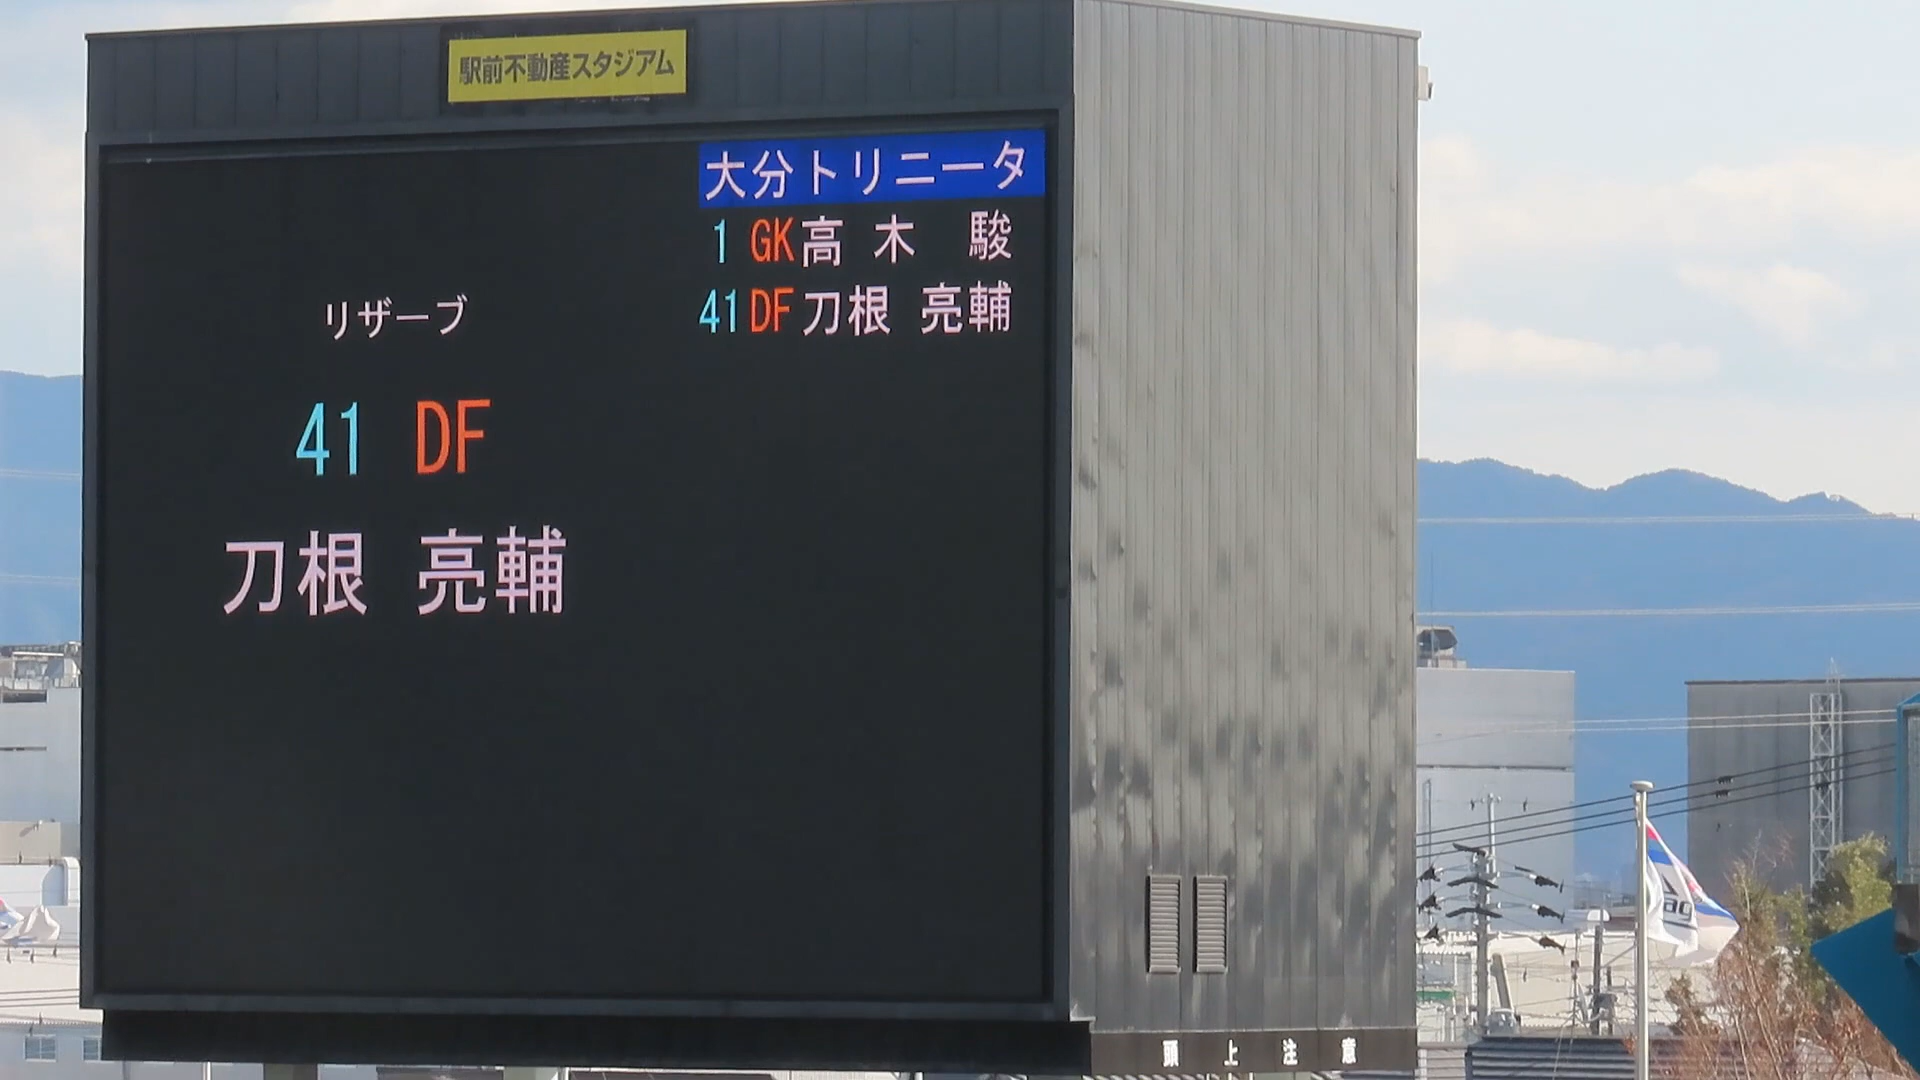 駅前不動産スタジアム
大分トリニータ
1 GK 高木 駿
41 DF 刀根 亮輔
リザーブ
41 DF
刀根 亮輔
頭上注意